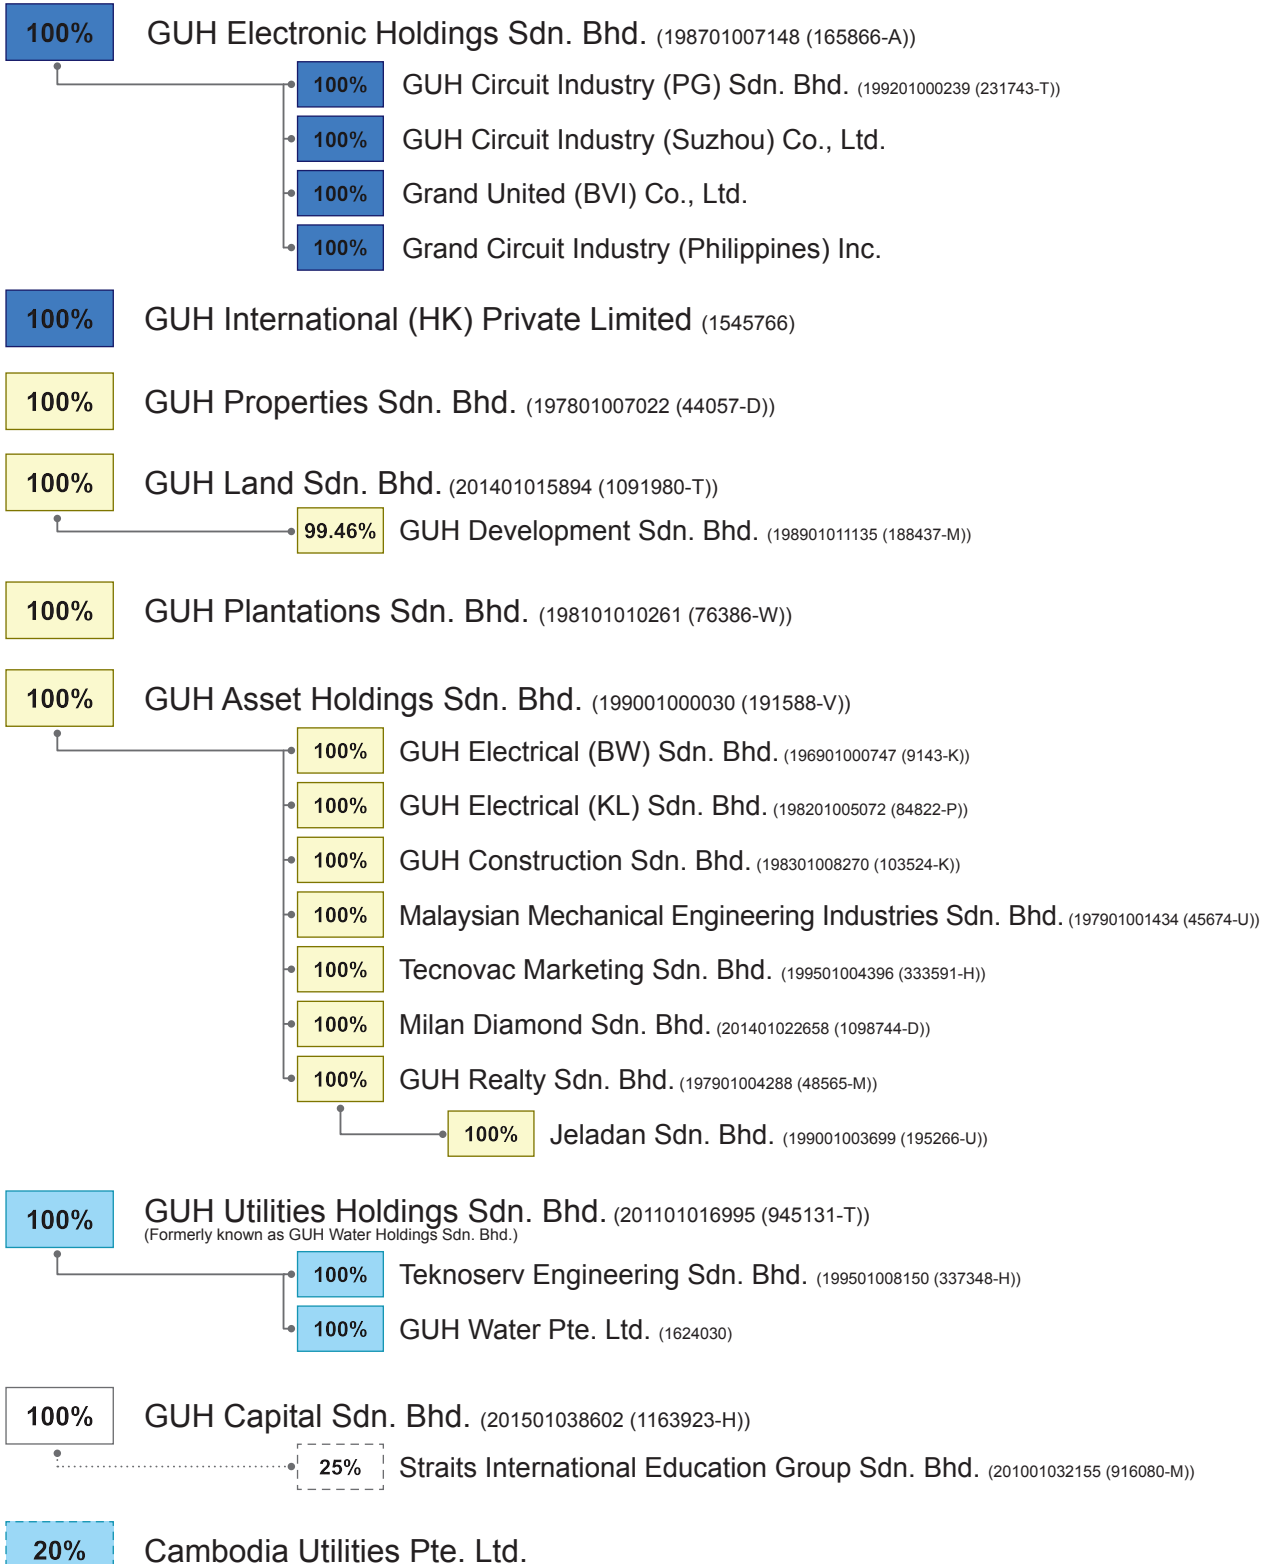 100% GUH Electronic Holdings Sdn. Bhd. (198701007148 (165866-A))
100% GUH Circuit Industry (PG) Sdn. Bhd. (199201000239 (231743-T))
100% GUH Circuit Industry (Suzhou) Co., Ltd.
100% Grand United (BVI) Co., Ltd.
100% Grand Circuit Industry (Philippines) Inc.
100% GUH International (HK) Private Limited (1545766)
100% GUH Properties Sdn. Bhd. (197801007022 (44057-D))
100% GUH Land Sdn. Bhd. (201401015894 (1091980-T))
99.46% GUH Development Sdn. Bhd. (198901011135 (188437-M))
100% GUH Plantations Sdn. Bhd. (198101010261 (76386-W))
100% GUH Asset Holdings Sdn. Bhd. (199001000030 (191588-V))
100% GUH Electrical (BW) Sdn. Bhd. (196901000747 (9143-K))
100% GUH Electrical (KL) Sdn. Bhd. (198201005072 (84822-P))
100% GUH Construction Sdn. Bhd. (198301008270 (103524-K))
100% Malaysian Mechanical Engineering Industries Sdn. Bhd. (197901001434 (45674-U))
100% Tecnovac Marketing Sdn. Bhd. (199501004396 (333591-H))
100% Milan Diamond Sdn. Bhd. (201401022658 (1098744-D))
100% GUH Realty Sdn. Bhd. (197901004288 (48565-M))
100% Jeladan Sdn. Bhd. (199001003699 (195266-U))
100% GUH Utilities Holdings Sdn. Bhd. (201101016995 (945131-T))
(Formerly known as GUH Water Holdings Sdn. Bhd.)
100% Teknoserv Engineering Sdn. Bhd. (199501008150 (337348-H))
100% GUH Water Pte. Ltd. (1624030)
100% GUH Capital Sdn. Bhd. (201501038602 (1163923-H))
25% Straits International Education Group Sdn. Bhd. (201001032155 (916080-M))
20% Cambodia Utilities Pte. Ltd.